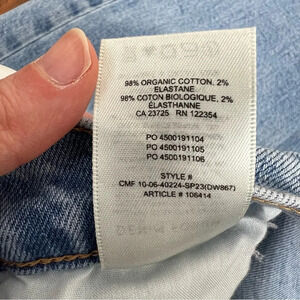 98% ORGANIC COTTON, 2%
ELASTANE
98% COTON BIOLOGIQUE, 2%
ÉLASTHANNE
CA 23725 RN 122354
PO 4500191104
PO 4500191105
PO 4500191106
STYLE #
CMF 10-06-40224-SP23(DW867)
ARTICLE # 106414